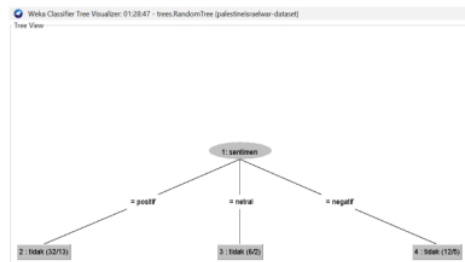 Weka Classifier Tree Visualizer: 01:28:47 - trees.RandomTree (palestineisraelwar-dataset)
Tree View
1: sentimen
= positif
= netral
= negatif
2 : tidak (32/13)
3 : tidak (6/2)
4 : tidak (12/5)